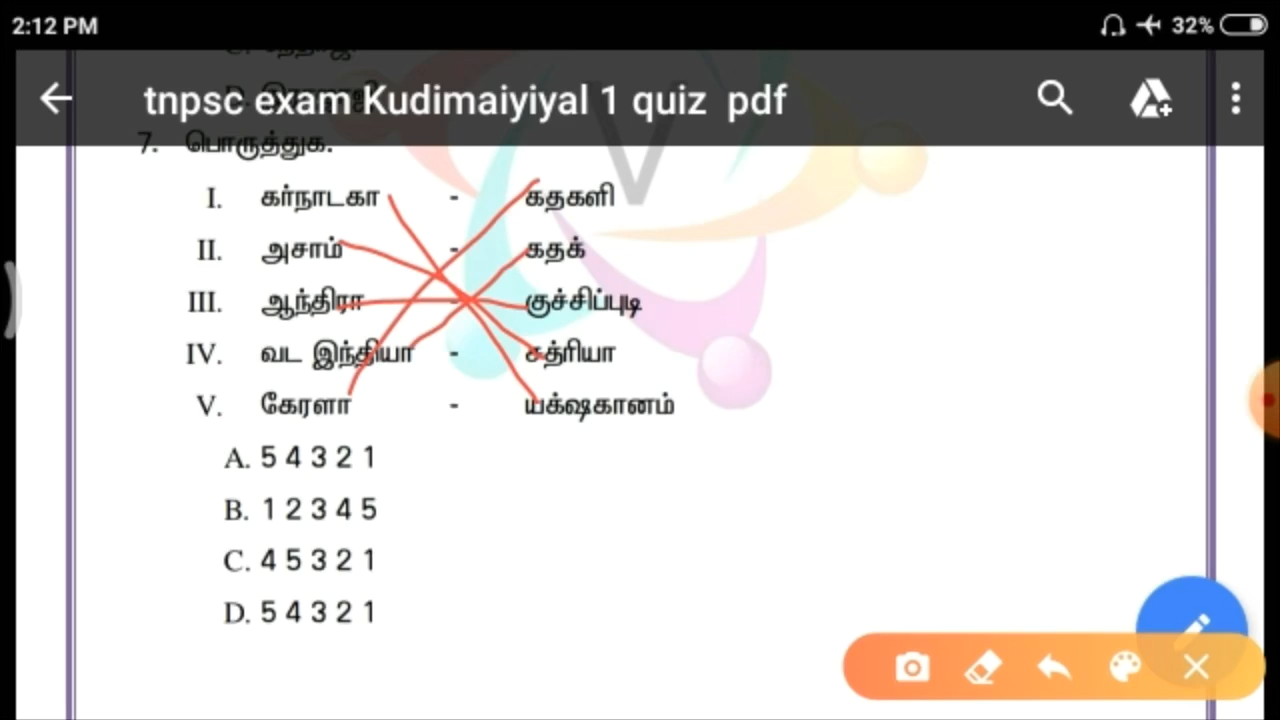 2:12 PM 32%
tnpsc exam Kudimaiyiyal 1 quiz pdf
7. பொருத்துக.
I. கர்நாடகா - கதகளி
II. அசாம் - கதக்
III. ஆந்திரா - குச்சிப்புடி
IV. வட இந்தியா - சத்ரியா
V. கேரளா - யக்ஷகானம்
A. 5 4 3 2 1
B. 1 2 3 4 5
C. 4 5 3 2 1
D. 5 4 3 2 1